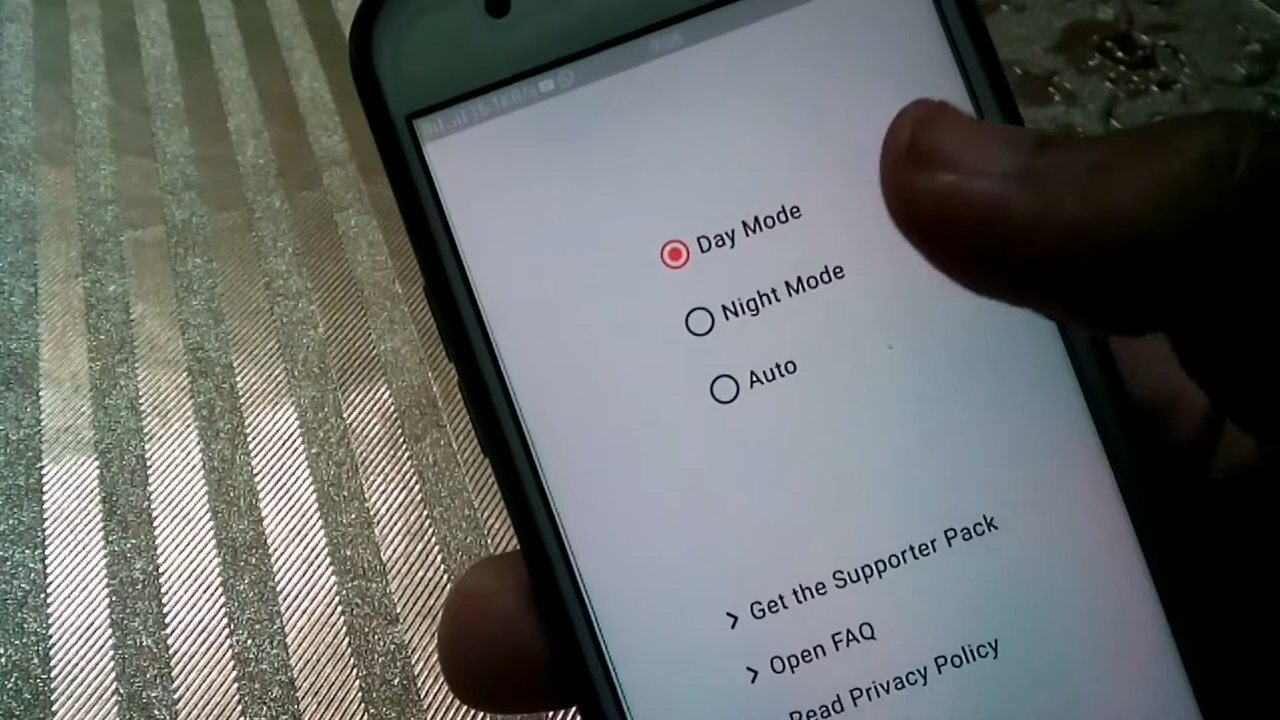 Day Mode
Night Mode
Auto
Get the Supporter Pack
Open FAQ
Read Privacy Policy